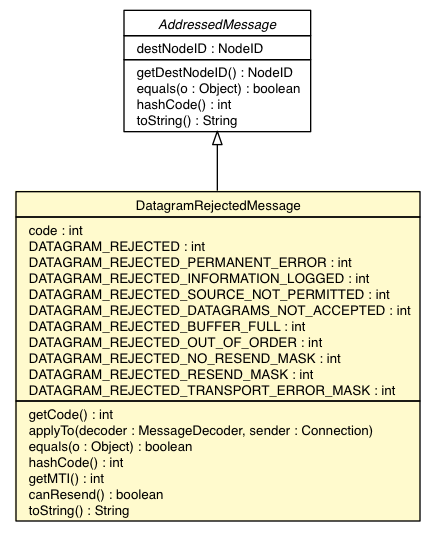 AddressedMessage
destNodeID : NodeID
getDestNodeID() : NodeID
equals(o : Object) : boolean
hashCode() : int
toString() : String
DatagramRejectedMessage
code : int
DATAGRAM_REJECTED : int
DATAGRAM_REJECTED_PERMANENT_ERROR : int
DATAGRAM_REJECTED_INFORMATION_LOGGED : int
DATAGRAM_REJECTED_SOURCE_NOT_PERMITTED : int
DATAGRAM_REJECTED_DATAGRAMS_NOT_ACCEPTED : int
DATAGRAM_REJECTED_BUFFER_FULL : int
DATAGRAM_REJECTED_OUT_OF_ORDER : int
DATAGRAM_REJECTED_NO_RESEND_MASK : int
DATAGRAM_REJECTED_RESEND_MASK : int
DATAGRAM_REJECTED_TRANSPORT_ERROR_MASK : int
getCode() : int
applyTo(decoder : MessageDecoder, sender : Connection)
equals(o : Object) : boolean
hashCode() : int
getMTI() : int
canResend() : boolean
toString() : String